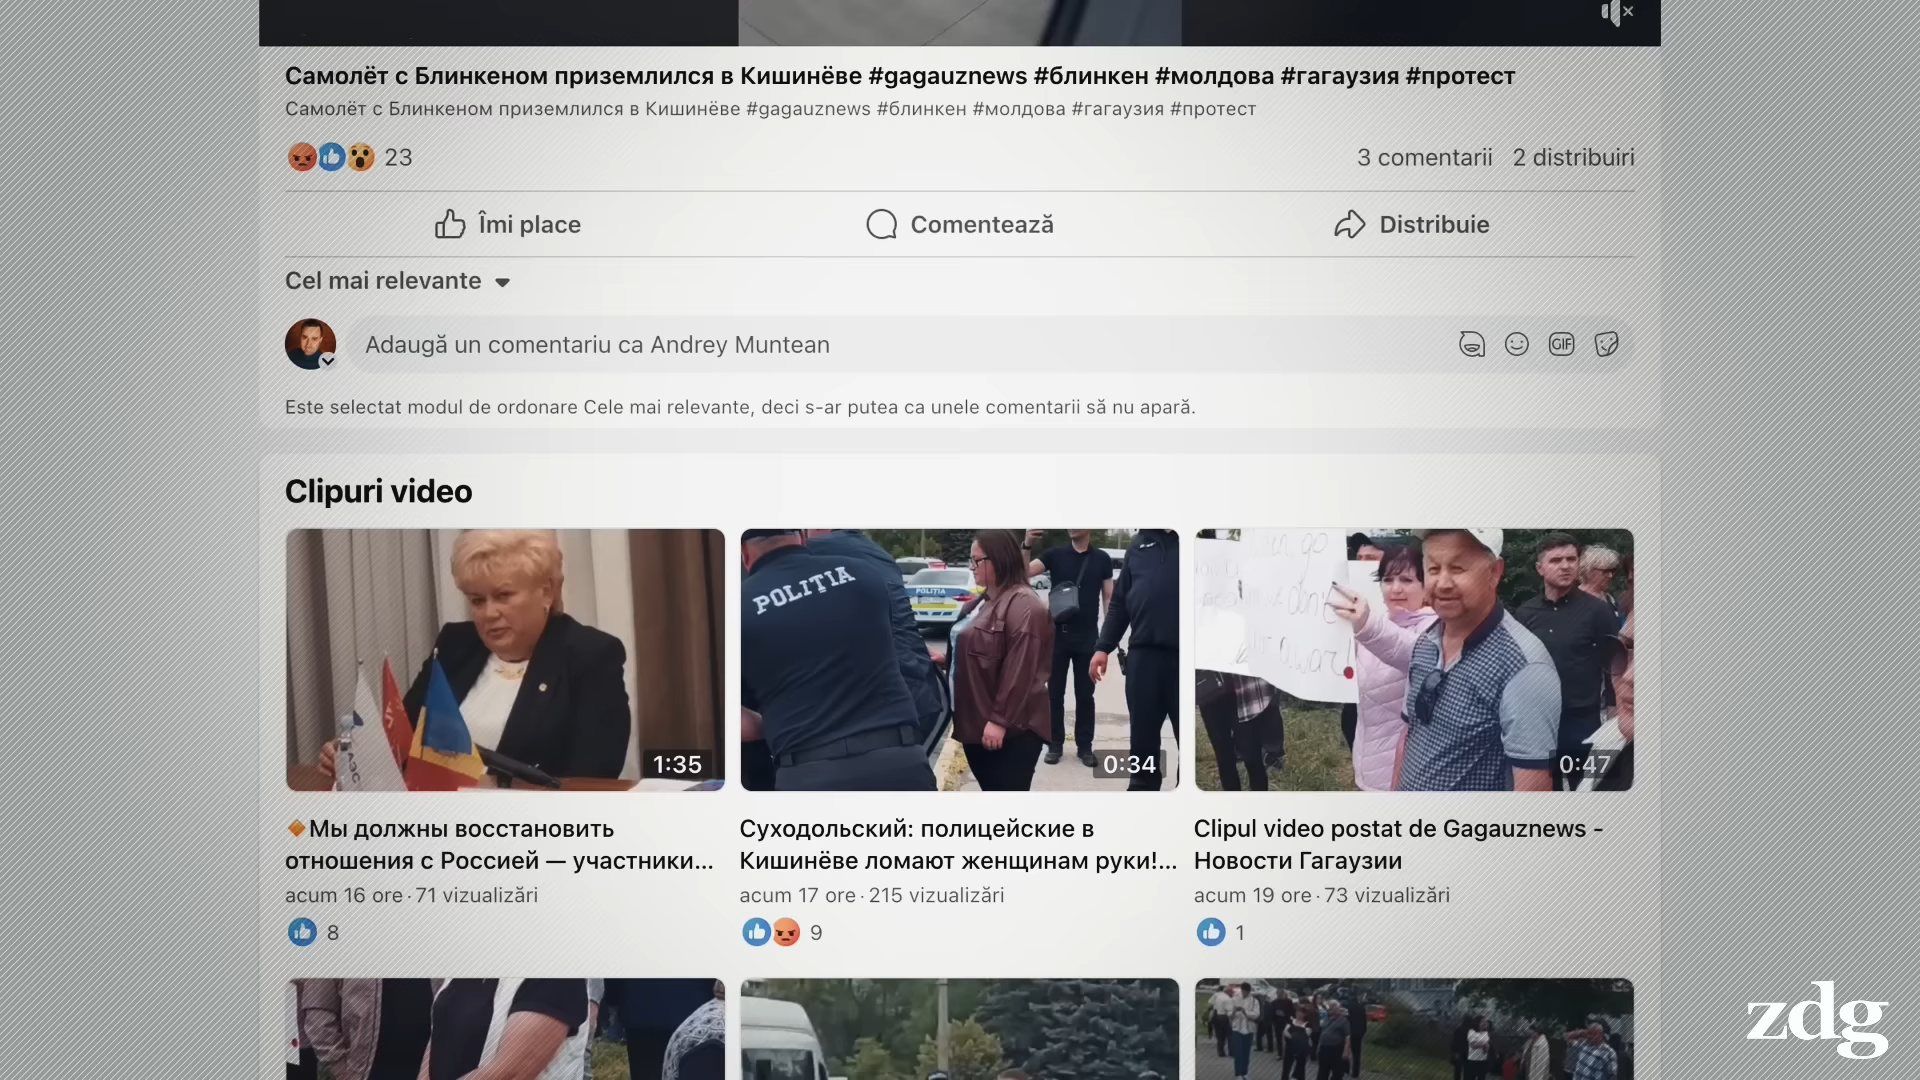 Самолёт с Блинкеном приземлился в Кишинёве #gagauznews #блинкен #молдова #гагаузия #протест
Самолёт с Блинкеном приземлился в Кишинёве #gagauznews #блинкен #молдова #гагаузия #протест
23
3 comentarii 2 distribuiri
Îmi place
Comentează
Distribuie
Cel mai relevante
Adaugă un comentariu ca Andrey Muntean
GIF
Este selectat modul de ordonare Cele mai relevante, deci s-ar putea ca unele comentarii să nu apară.
Clipuri video
1:35
POLIȚIA
POLIȚIA
0:34
0:47
Мы должны восстановить
отношения с Россией — участники...
acum 16 ore · 71 vizualizări
8
Суходольский: полицейские в
Кишинёве ломают женщинам руки!...
acum 17 ore · 215 vizualizări
9
Clipul video postat de Gagauznews -
Новости Гагаузии
acum 19 ore · 73 vizualizări
1
zdg